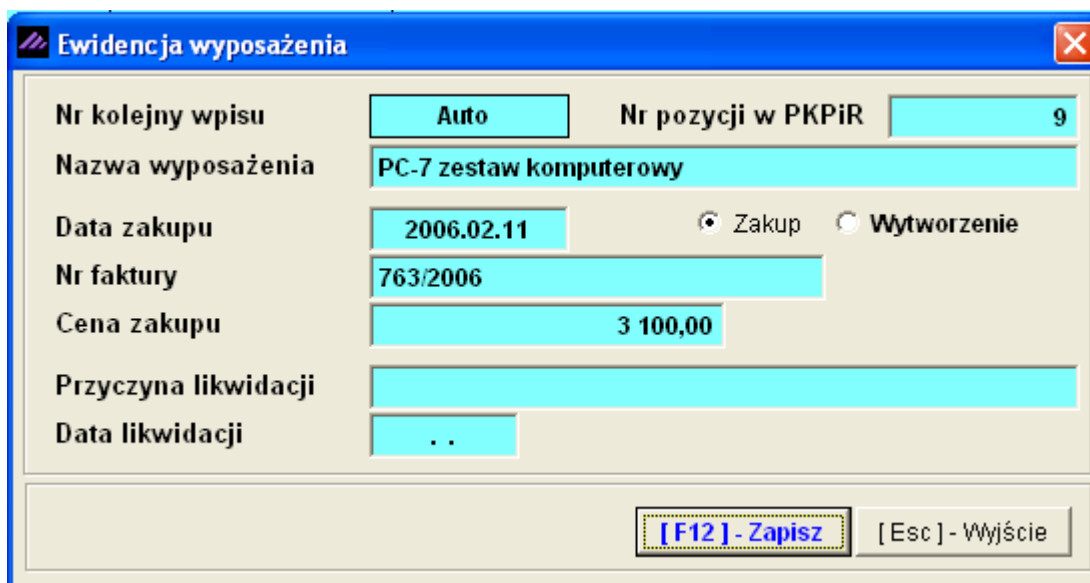 Ewidencja wyposażenia
Nr kolejny wpisu Auto Nr pozycji w PKPiR 9
Nazwa wyposażenia PC-7 zestaw komputerowy
Data zakupu 2006.02.11 Zakup Wytworzenie
Nr faktury 763/2006
Cena zakupu 3 100,00
Przyczyna likwidacji
Data likwidacji . .
[ F12 ] - Zapisz [ Esc ] - Wyjście